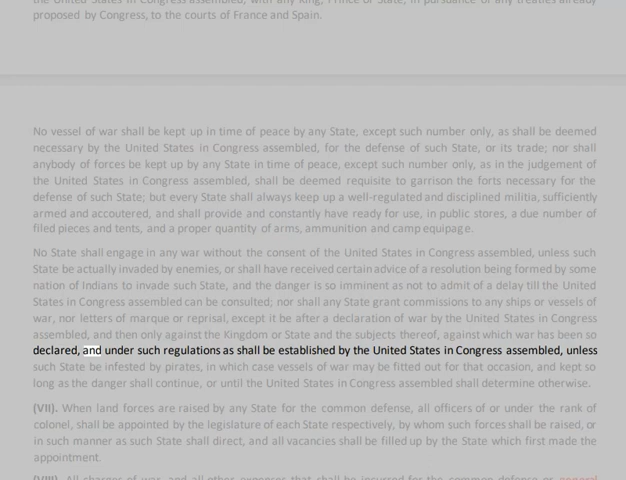 the United States in Congress assembled, with any King, Prince or State, in pursuance of any treaties already
proposed by Congress, to the courts of France and Spain.
No vessel of war shall be kept up in time of peace by any State, except such number only, as shall be deemed
necessary by the United States in Congress assembled, for the defense of such State, or its trade; nor shall
anybody of forces be kept up by any State in time of peace, except such number only, as in the judgement of
the United States in Congress assembled, shall be deemed requisite to garrison the forts necessary for the
defense of such State; but every State shall always keep up a well-regulated and disciplined militia, sufficiently
armed and accoutered, and shall provide and constantly have ready for use, in public stores, a due number of
filed pieces and tents, and a proper quantity of arms, ammunition and camp equipage.
No State shall engage in any war without the consent of the United States in Congress assembled, unless such
State be actually invaded by enemies, or shall have received certain advice of a resolution being formed by some
nation of Indians to invade such State, and the danger is so imminent as not to admit of a delay till the United
States in Congress assembled can be consulted; nor shall any State grant commissions to any ships or vessels of
war, nor letters of marque or reprisal, except it be after a declaration of war by the United States in Congress
assembled, and then only against the Kingdom or State and the subjects thereof, against which war has been so
declared, and under such regulations as shall be established by the United States in Congress assembled, unless
such State be infested by pirates, in which case vessels of war may be fitted out for that occasion, and kept so
long as the danger shall continue, or until the United States in Congress assembled shall determine otherwise.
(VII). When land forces are raised by any State for the common defense, all officers of or under the rank of
colonel, shall be appointed by the legislature of each State respectively, by whom such forces shall be raised, or
in such manner as such State shall direct, and all vacancies shall be filled up by the State which first made the
appointment.
(VIII). All charges of war, and all other expenses that shall be incurred for the common defense or general